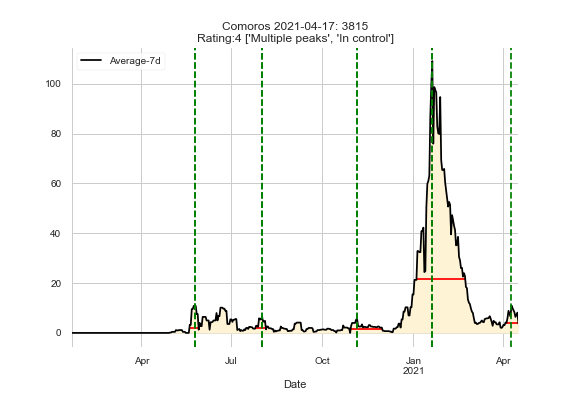 Comoros 2021-04-17: 3815
Rating:4 ['Multiple peaks', 'In control']
Average-7d
100
80
60
40
20
0
Apr Jul Oct Jan Apr
2021
Date